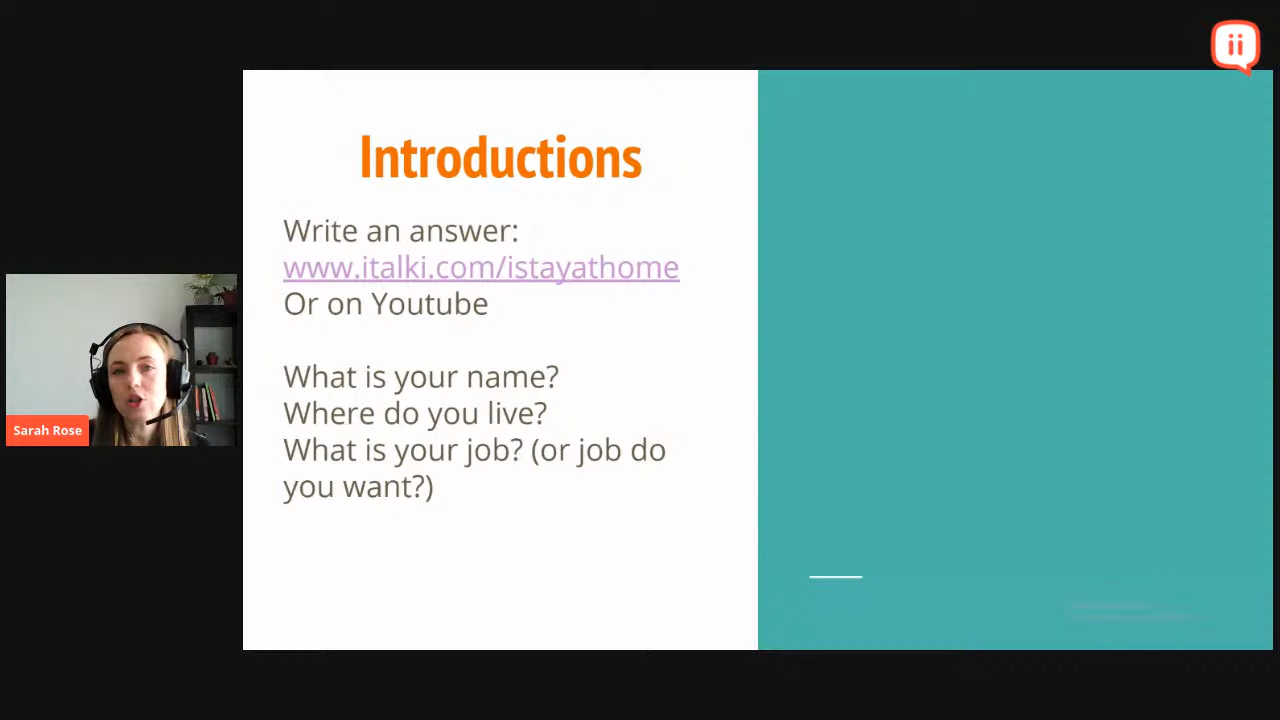 Introductions
Write an answer:
www.italki.com/istayathome
Or on Youtube
What is your name?
Where do you live?
What is your job? (or job do
you want?)
Sarah Rose